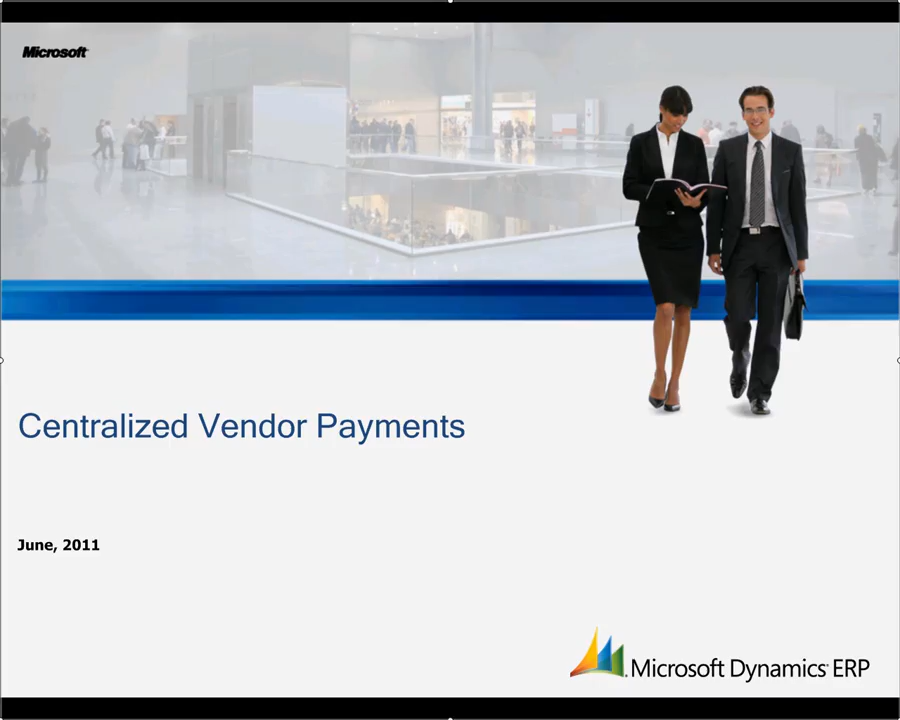 Microsoft
Centralized Vendor Payments
June, 2011
Microsoft Dynamics ERP